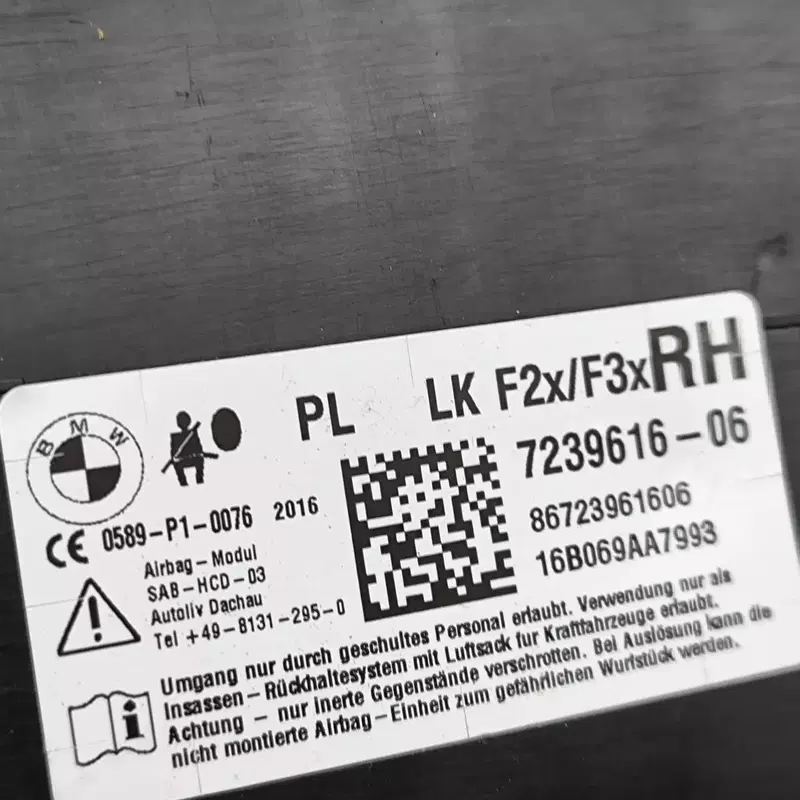 PL LK F2x/F3xRH
BMW
7239616-06
86723961606
16B069AA7993
CE 0589-P1-0076 2016
Airbag-Modul
SAB-HCD-03
Autoliv Dachau
Tel +49-8131-295-0
Umgang nur durch geschultes Personal erlaubt. Verwendung nur als
Insassen-Rückhaltesystem mit Luftsack für Kraftfahrzeuge erlaubt.
Achtung - nur inerte Gegenstände verschrotten. Bei Auslösung kann die
nicht montierte Airbag-Einheit zum gefährlichen Wurfstück werden.